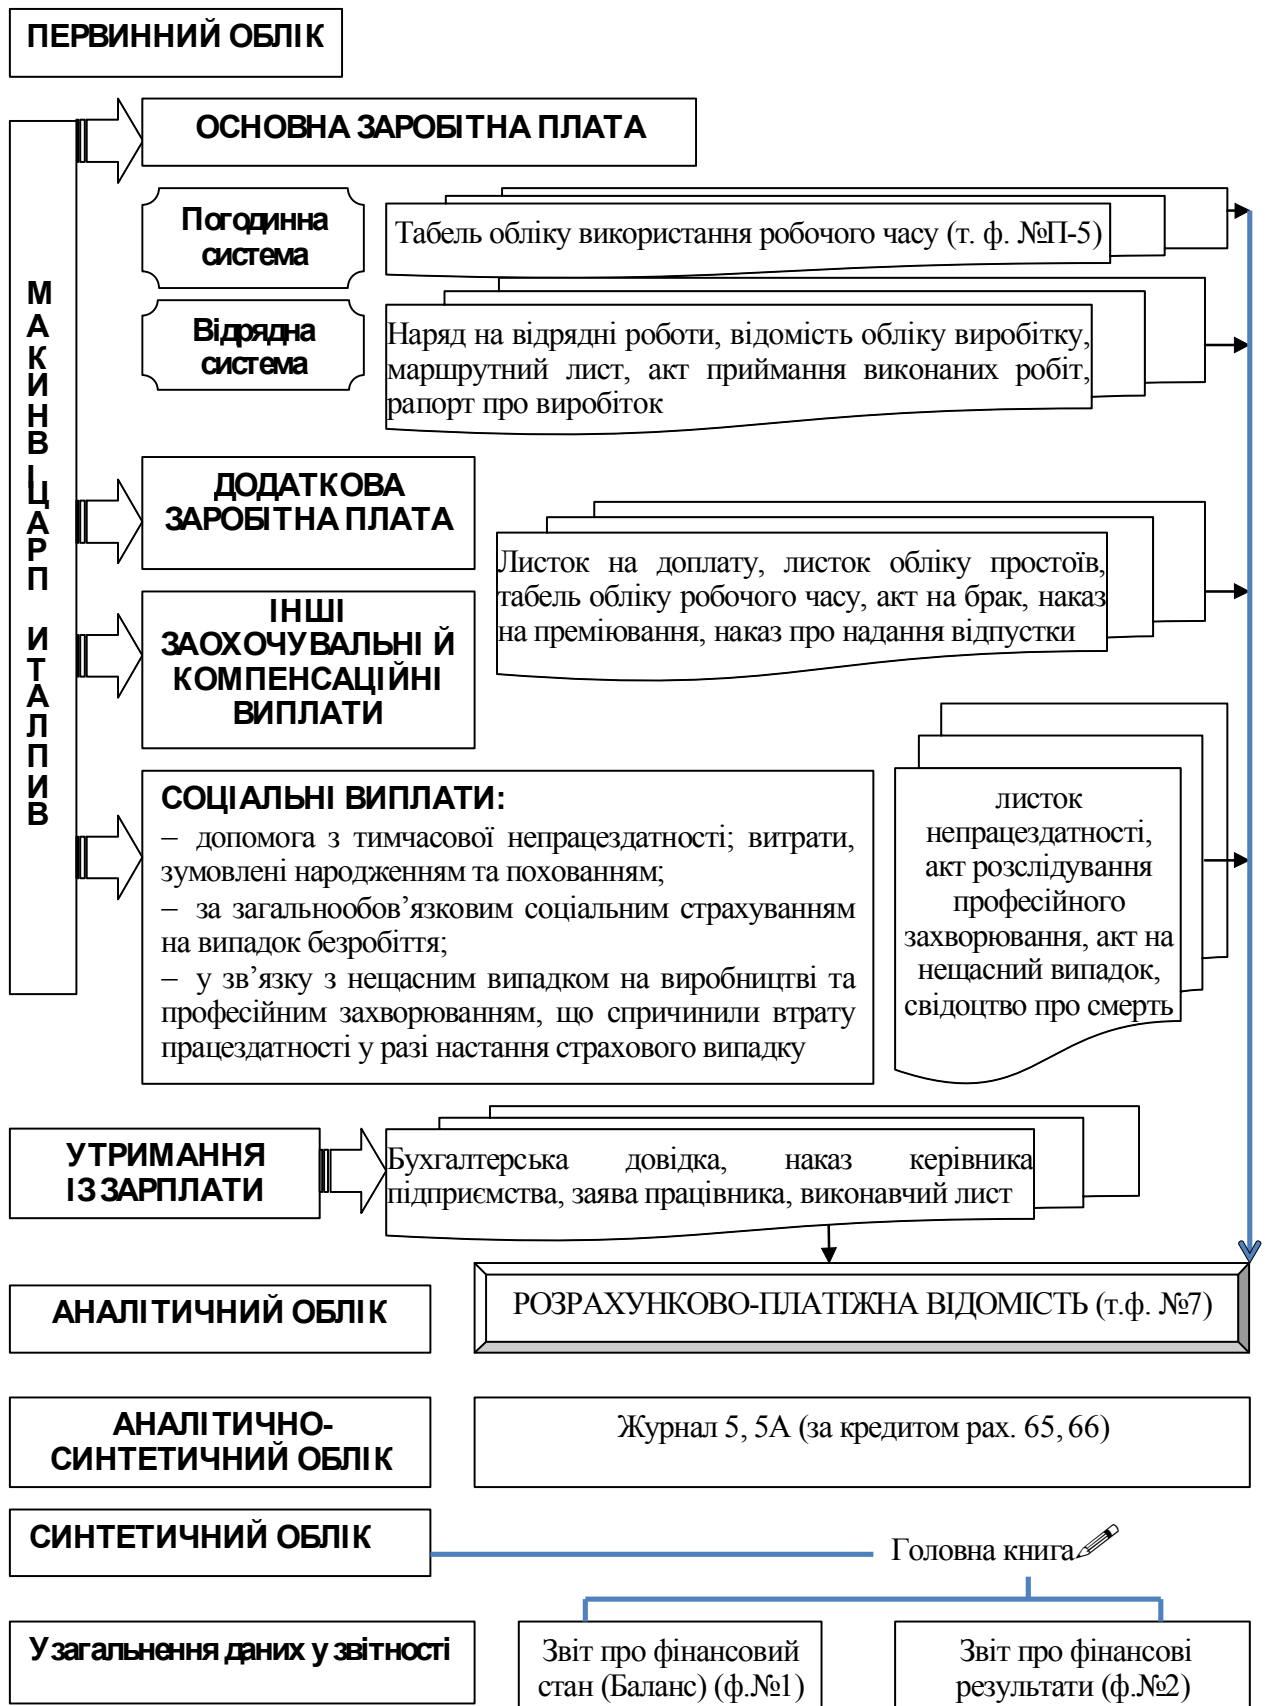 ПЕРВИННИЙ ОБЛІК
ВИПЛАТИ ПРАЦІВНИКАМ
ОСНОВНА ЗАРОБІТНА ПЛАТА
Погодинна
система
Табель обліку використання робочого часу (т. ф. №П-5)
Відрядна
система
Наряд на відрядні роботи, відомість обліку виробітку,
маршрутний лист, акт приймання виконаних робіт,
рапорт про виробіток
ДОДАТКОВА
ЗАРОБІТНА ПЛАТА
Листок на доплату, листок обліку простоїв,
табель обліку робочого часу, акт на брак, наказ
на преміювання, наказ про надання відпустки
ІНШІ
ЗАОХОЧУВАЛЬНІ Й
КОМПЕНСАЦІЙНІ
ВИПЛАТИ
СОЦІАЛЬНІ ВИПЛАТИ:
– допомога з тимчасової непрацездатності; витрати,
зумовлені народженням та похованням;
– за загальнообов’язковим соціальним страхуванням
на випадок безробіття;
– у зв’язку з нещасним випадком на виробництві та
професійним захворюванням, що спричинили втрату
працездатності у разі настання страхового випадку
листок
непрацездатності,
акт розслідування
професійного
захворювання, акт на
нещасний випадок,
свідоцтво про смерть
УТРИМАННЯ
ІЗ ЗАРПЛАТИ
Бухгалтерська довідка, наказ керівника
підприємства, заява працівника, виконавчий лист
АНАЛІТИЧНИЙ ОБЛІК
РОЗРАХУНКОВО-ПЛАТІЖНА ВІДОМІСТЬ (т.ф. №7)
АНАЛІТИЧНО-
СИНТЕТИЧНИЙ ОБЛІК
Журнал 5, 5А (за кредитом рах. 65, 66)
СИНТЕТИЧНИЙ ОБЛІК
Головна книга
Узагальнення даних у звітності
Звіт про фінансовий
стан (Баланс) (ф.№1)
Звіт про фінансові
результати (ф.№2)